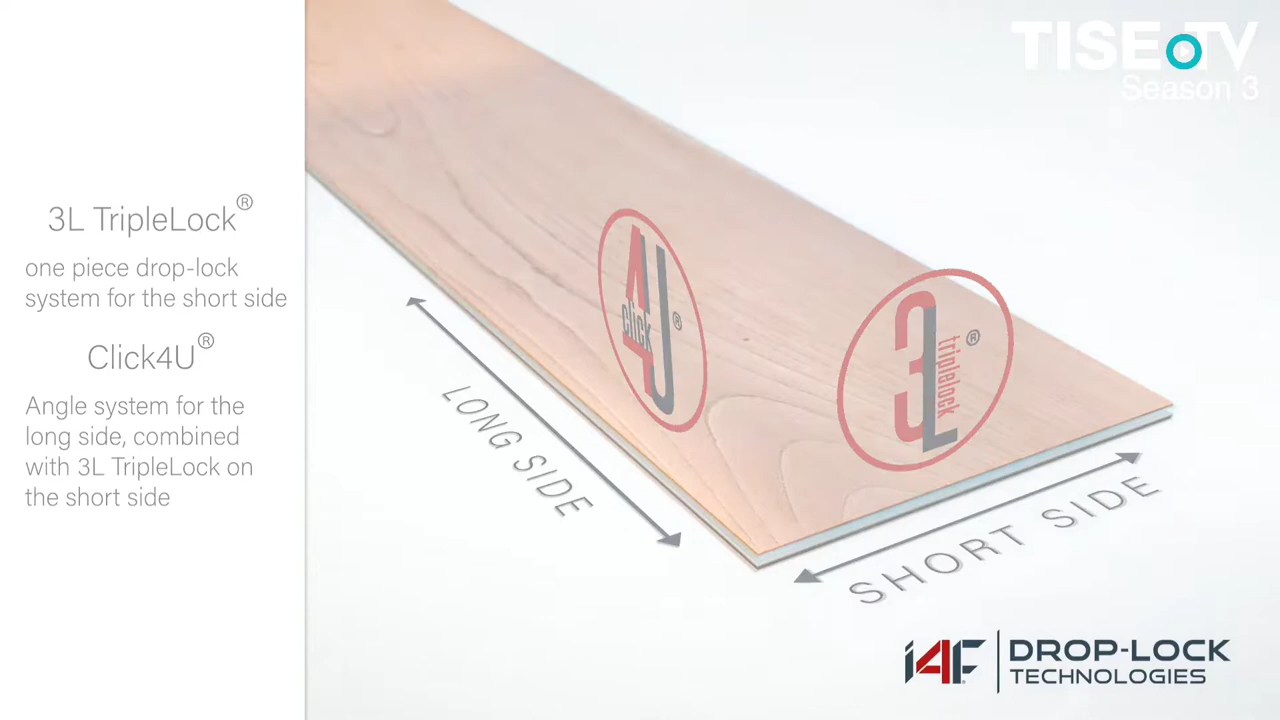 TISE TV
Season 3
3L TripleLock®
one piece drop-lock
system for the short side
Click4U®
Angle system for the
long side, combined
with 3L TripleLock on
the short side
4U
click
®
3L
triplelock
®
LONG SIDE
SHORT SIDE
i4F
DROP-LOCK
TECHNOLOGIES